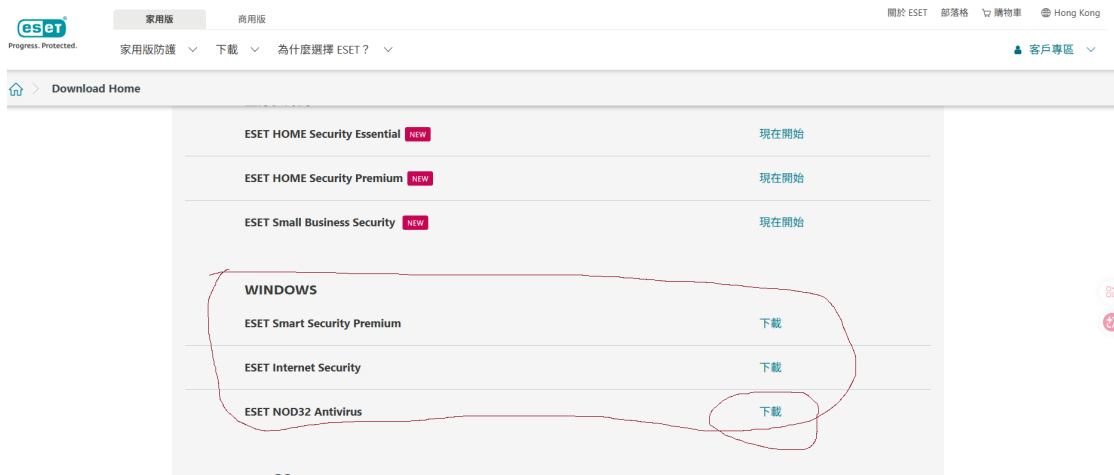 eset
Progress. Protected.
家用版
商用版
關於 ESET 部落格 購物車 Hong Kong
家用版防護 下載 為什麼選擇 ESET？
客戶專區
Download Home
ESET HOME Security Essential NEW 現在開始
ESET HOME Security Premium NEW 現在開始
ESET Small Business Security NEW 現在開始
WINDOWS
ESET Smart Security Premium 下載
ESET Internet Security 下載
ESET NOD32 Antivirus 下載